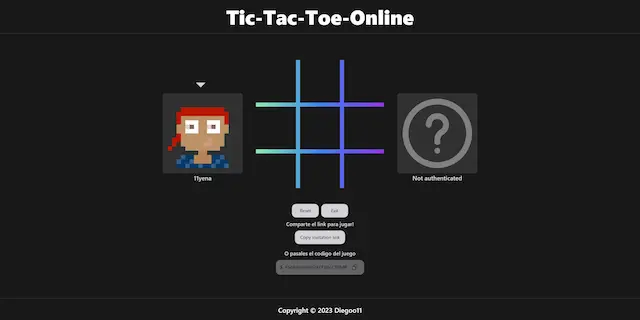 Tic-Tac-Toe-Online
11yena
Not authenticated
Reset
Exit
Comparte el link para jugar!
Copy invitation link
O pasales el codigo del juego
Copyright © 2023 Diegoo11